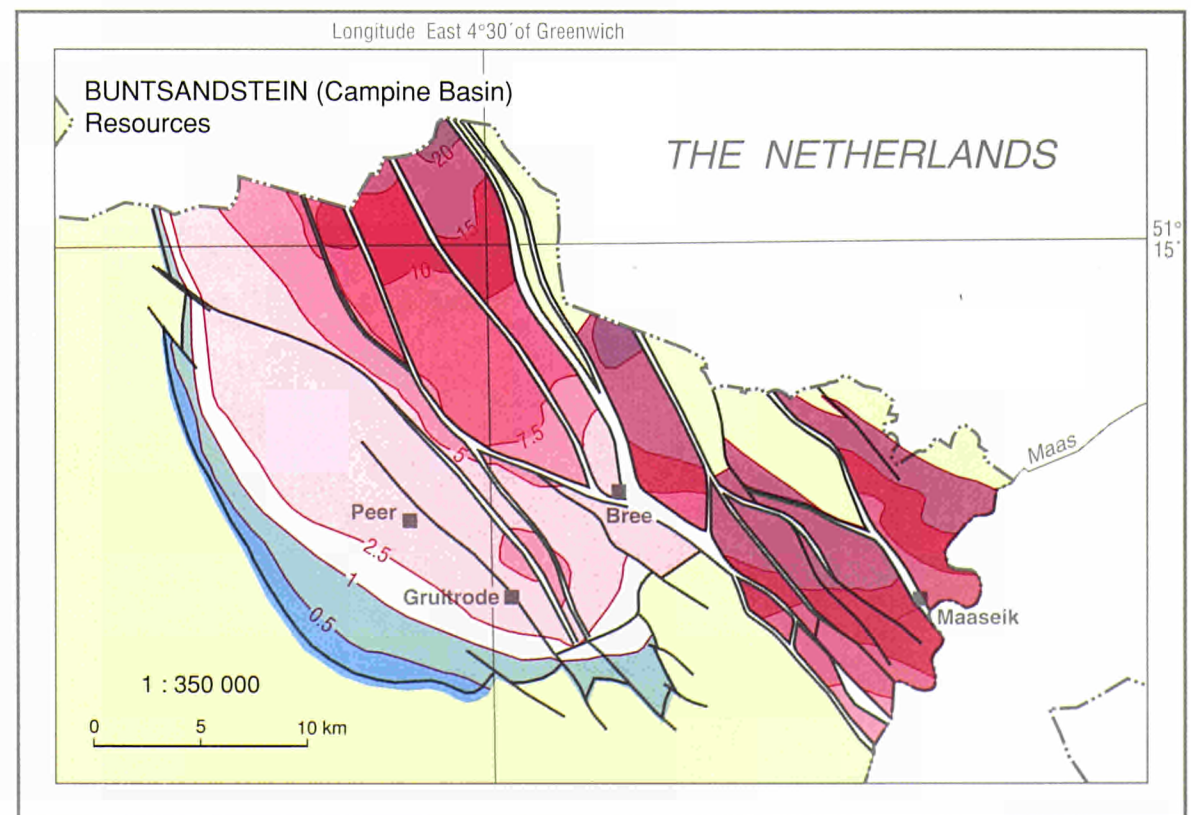 Longitude East 4°30´of Greenwich
BUNTSANDSTEIN (Campine Basin)
Resources
THE NETHERLANDS
20
15
51°
15´
10
7.5
5
Maas
Bree
Peer
2.5
1
Gruitrode
0.5
Maaseik
1 : 350 000
0 5 10 km